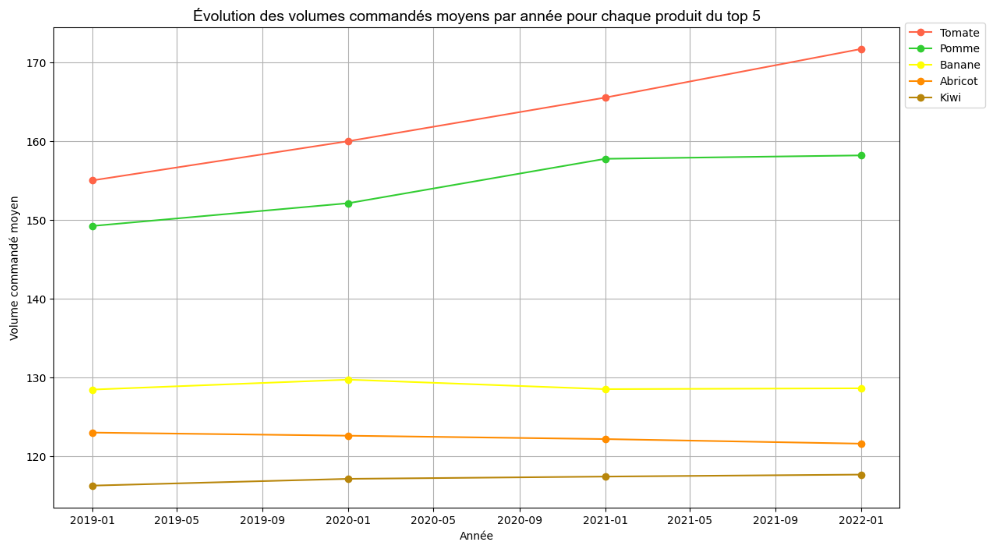 Évolution des volumes commandés moyens par année pour chaque produit du top 5
Tomate
Pomme
Banane
Abricot
Kiwi
Volume commandé moyen
170
160
150
140
130
120
2019-01 2019-05 2019-09 2020-01 2020-05 2020-09 2021-01 2021-05 2021-09 2022-01
Année